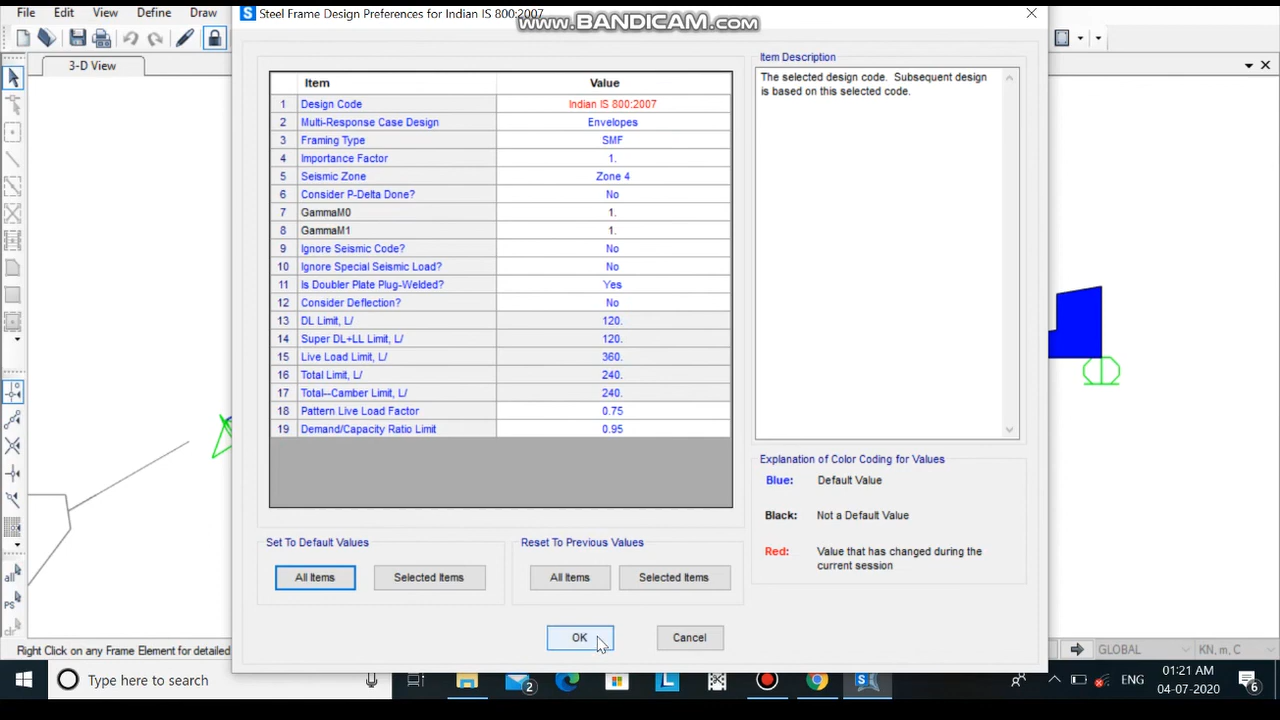 File Edit View Define Draw
Steel Frame Design Preferences for Indian IS 800:2007
www.BANDICAM.com
3-D View
Item Value
1 Design Code Indian IS 800:2007
2 Multi-Response Case Design Envelopes
3 Framing Type SMF
4 Importance Factor 1.
5 Seismic Zone Zone 4
6 Consider P-Delta Done? No
7 GammaM0 1.
8 GammaM1 1.
9 Ignore Seismic Code? No
10 Ignore Special Seismic Load? No
11 Is Doubler Plate Plug-Welded? Yes
12 Consider Deflection? No
13 DL Limit, L/ 120.
14 Super DL+LL Limit, L/ 120.
15 Live Load Limit, L/ 360.
16 Total Limit, L/ 240.
17 Total--Camber Limit, L/ 240.
18 Pattern Live Load Factor 0.75
19 Demand/Capacity Ratio Limit 0.95
Item Description
The selected design code. Subsequent design
is based on this selected code.
Explanation of Color Coding for Values
Blue: Default Value
Black: Not a Default Value
Red: Value that has changed during the
current session
Set To Default Values
All Items Selected Items
Reset To Previous Values
All Items Selected Items
OK Cancel
all
PS
clr
Right Click on any Frame Element for detailed
GLOBAL KN, m, C
Type here to search
2
ENG
01:21 AM
04-07-2020
6